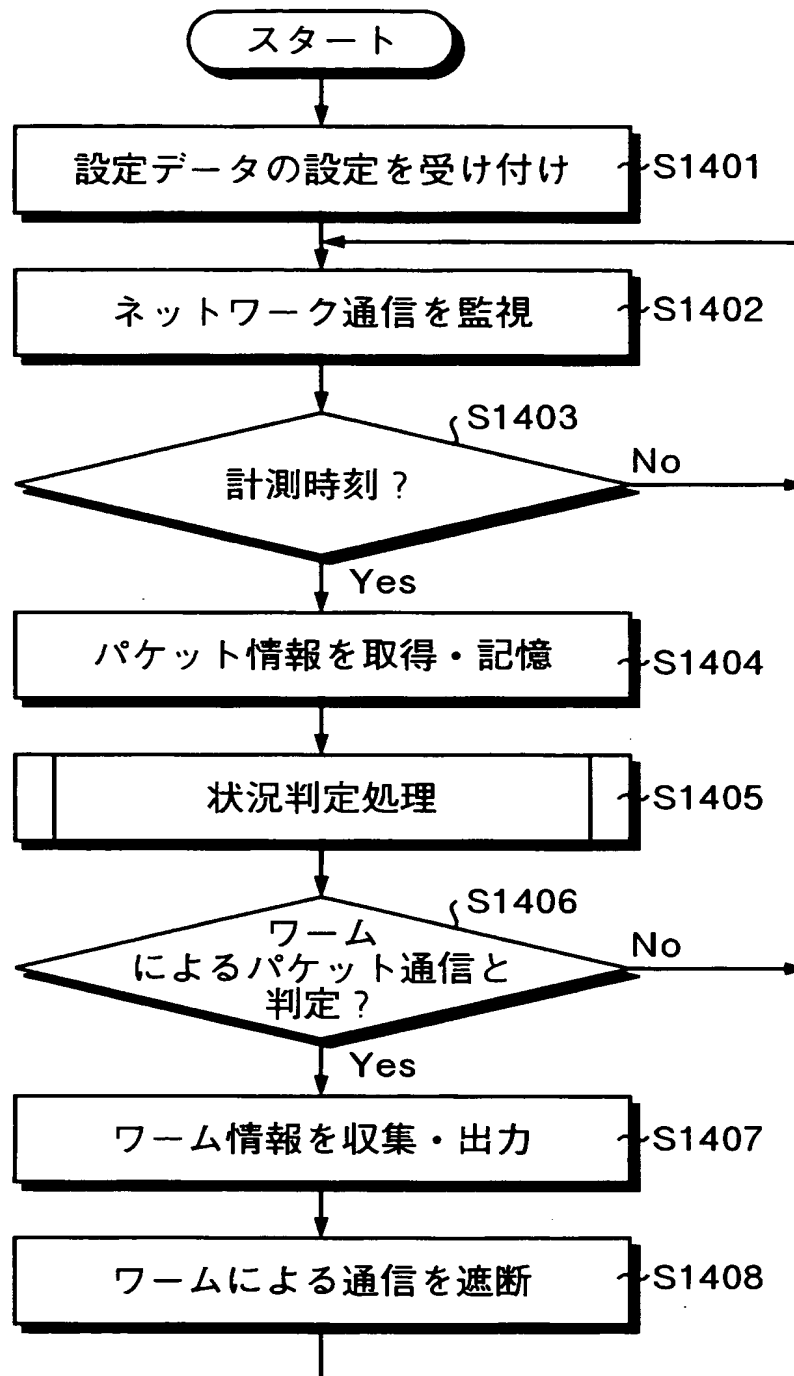 スタート
設定データの設定を受け付け
S1401
ネットワーク通信を監視
S1402
S1403
計測時刻？
No
Yes
パケット情報を取得・記憶
S1404
状況判定処理
S1405
S1406
ワーム
によるパケット通信と
判定？
No
Yes
ワーム情報を収集・出力
S1407
ワームによる通信を遮断
S1408